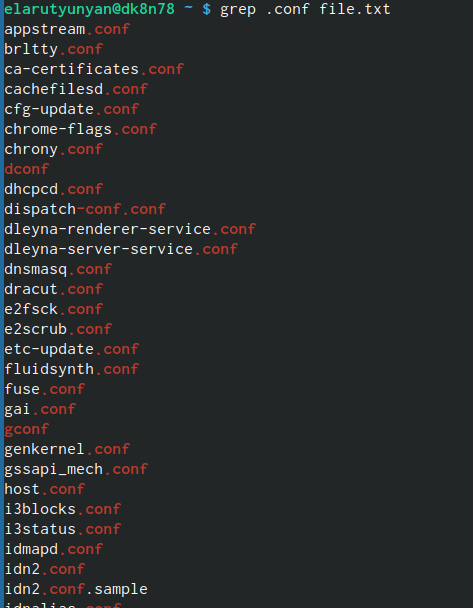 elarutyunyan@dk8n78 ~ $ grep .conf file.txt
appstream.conf
brltty.conf
ca-certificates.conf
cachefilesd.conf
cfg-update.conf
chrome-flags.conf
chrony.conf
dconf
dhcpcd.conf
dispatch-conf.conf
dleyna-renderer-service.conf
dleyna-server-service.conf
dnsmasq.conf
dracut.conf
e2fsck.conf
e2scrub.conf
etc-update.conf
fluidsynth.conf
fuse.conf
gai.conf
gconf
genkernel.conf
gssapi_mech.conf
host.conf
i3blocks.conf
i3status.conf
idmapd.conf
idn2.conf
idn2.conf.sample
idnalias.conf